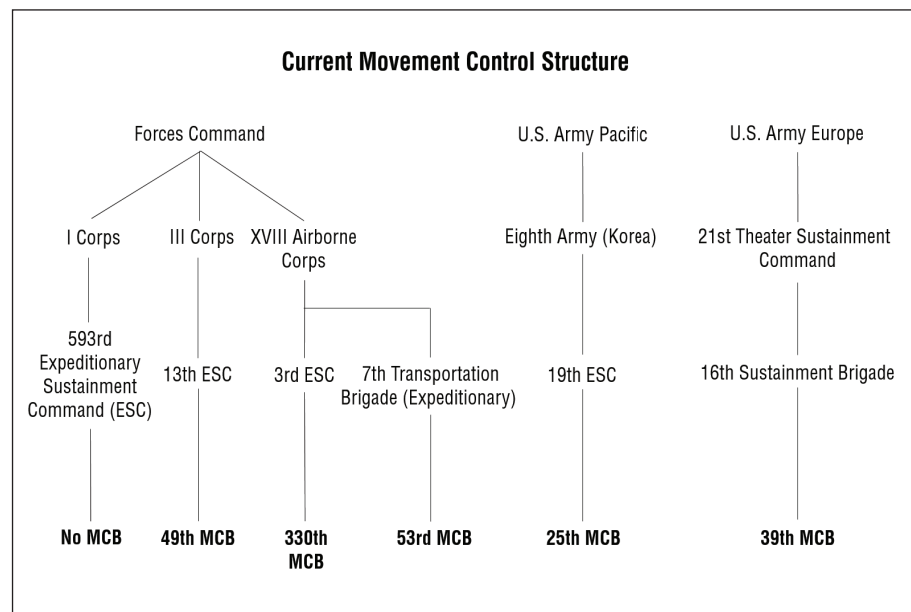 Current Movement Control Structure
Forces Command
U.S. Army Pacific
U.S. Army Europe
I Corps
III Corps
XVIII Airborne
Corps
Eighth Army (Korea)
21st Theater Sustainment
Command
593rd
Expeditionary
Sustainment
Command (ESC)
13th ESC
3rd ESC
7th Transportation
Brigade (Expeditionary)
19th ESC
16th Sustainment Brigade
No MCB
49th MCB
330th
MCB
53rd MCB
25th MCB
39th MCB